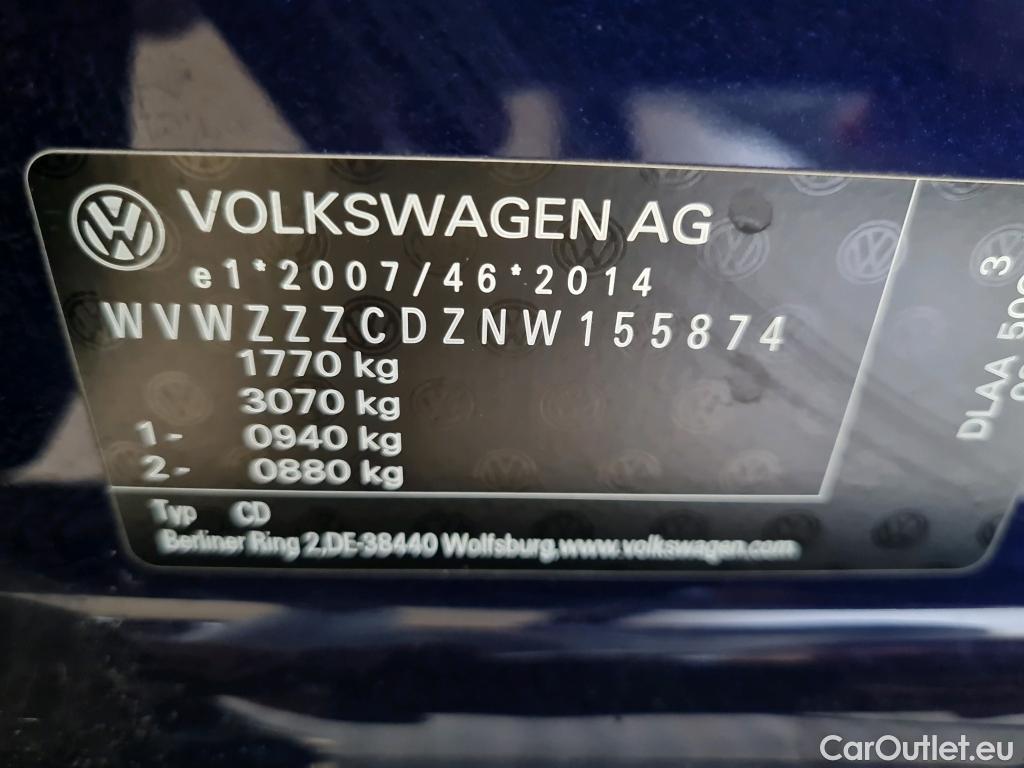 VOLKSWAGEN AG
e1*2007/46*2014
WVWZZZCDZNW155874
1770 kg
3070 kg
1- 0940 kg
2- 0880 kg
Typ CD
Berliner Ring 2,DE-38440 Wolfsburg,www.volkswagen.com
DLAA
3
CarOutlet.eu